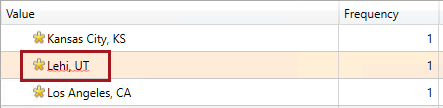 Value Frequency
Kansas City, KS 1
Lehi, UT 1
Los Angeles, CA 1